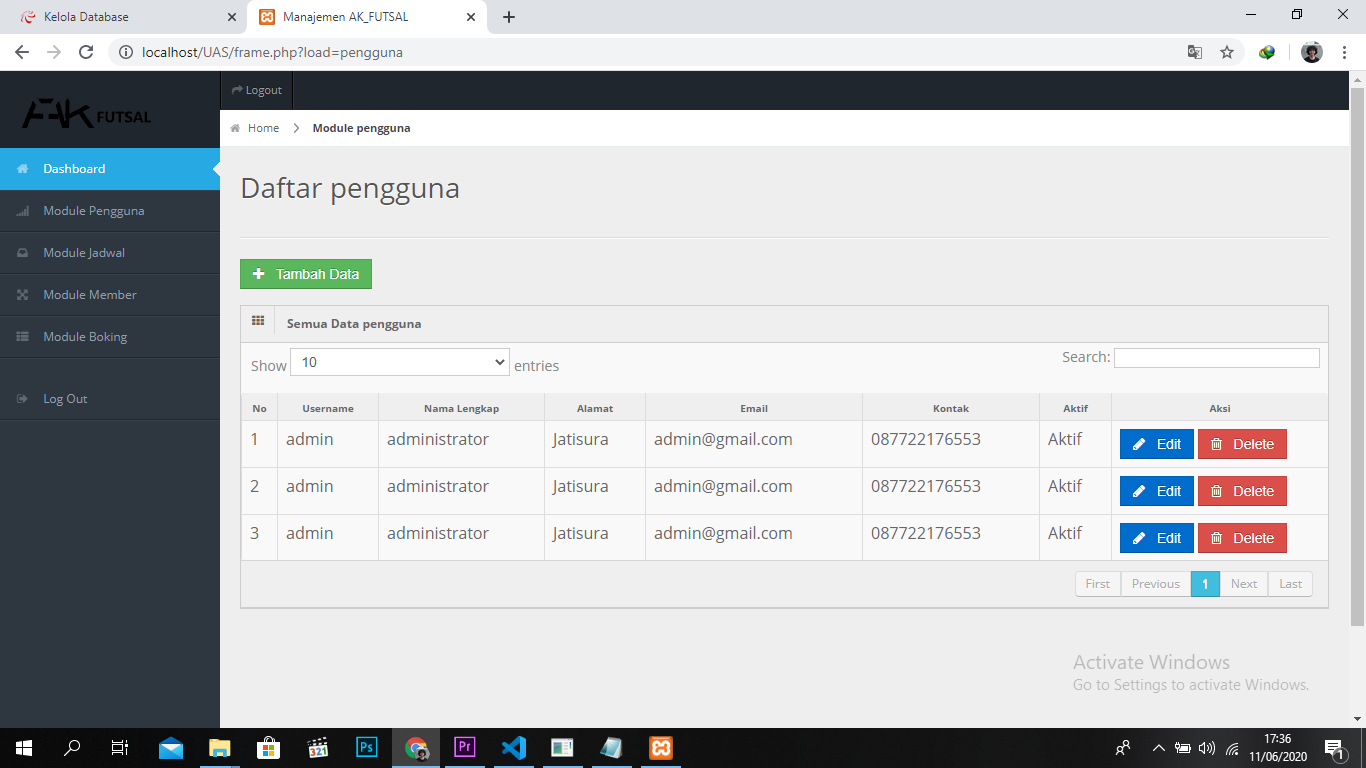 Kelola Database
Manajemen AK_FUTSAL
localhost/UAS/frame.php?load=pengguna
AK FUTSAL
Logout
Home
Module pengguna
Dashboard
Module Pengguna
Module Jadwal
Module Member
Module Boking
Log Out
Daftar pengguna
Tambah Data
Semua Data pengguna
Show 10 entries
Search:
No Username Nama Lengkap Alamat Email Kontak Aktif Aksi
1 admin administrator Jatisura admin@gmail.com 087722176553 Aktif Edit Delete
2 admin administrator Jatisura admin@gmail.com 087722176553 Aktif Edit Delete
3 admin administrator Jatisura admin@gmail.com 087722176553 Aktif Edit Delete
First Previous 1 Next Last
Activate Windows
Go to Settings to activate Windows.
321
Ps
Pr
17:36
11/06/2020
1